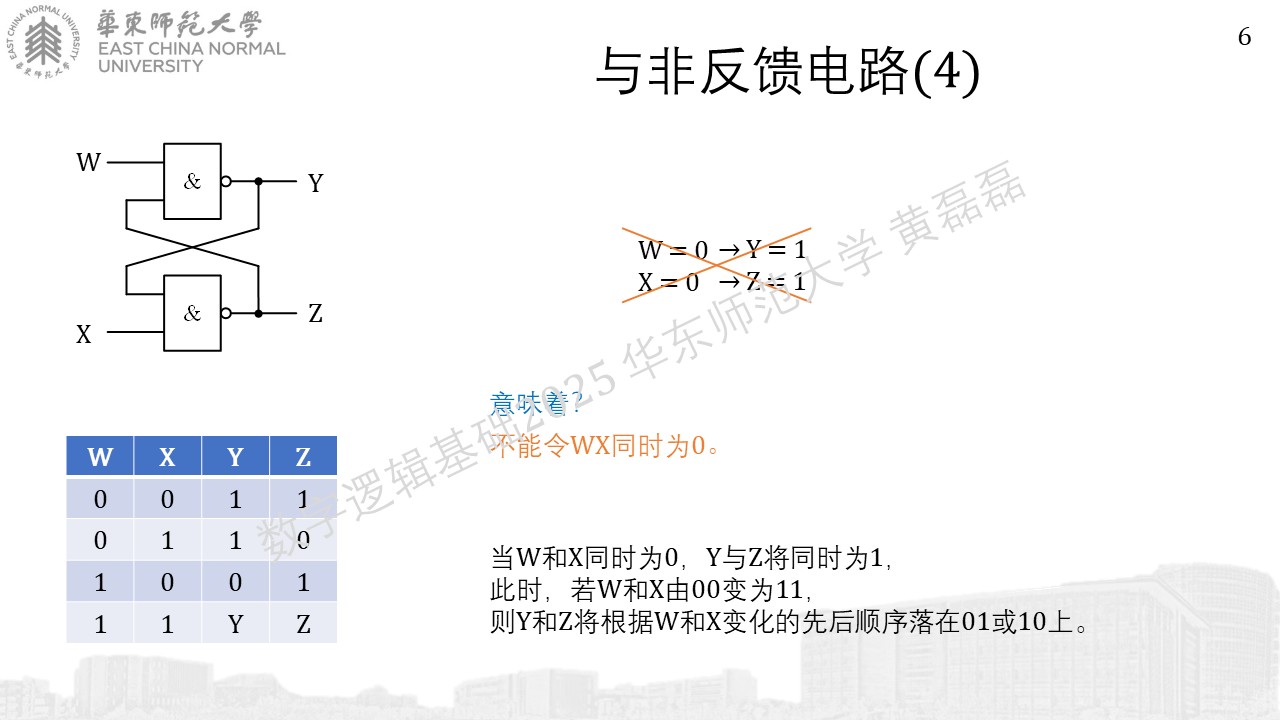 華東師範大學
EAST CHINA NORMAL
UNIVERSITY
EAST CHINA NORMAL UNIVERSITY
華東师范大学
6
与非反馈电路(4)
W
&
Y
&
Z
X
W = 0 → Y = 1
X = 0 → Z = 1
意味着?
不能令WX同时为0。
W X Y Z
0 0 1 1
0 1 1 0
1 0 0 1
1 1 Y Z
当W和X同时为0，Y与Z将同时为1，
此时，若W和X由00变为11，
则Y和Z将根据W和X变化的先后顺序落在01或10上。
数字逻辑基础2025 华东师范大学 黄磊磊